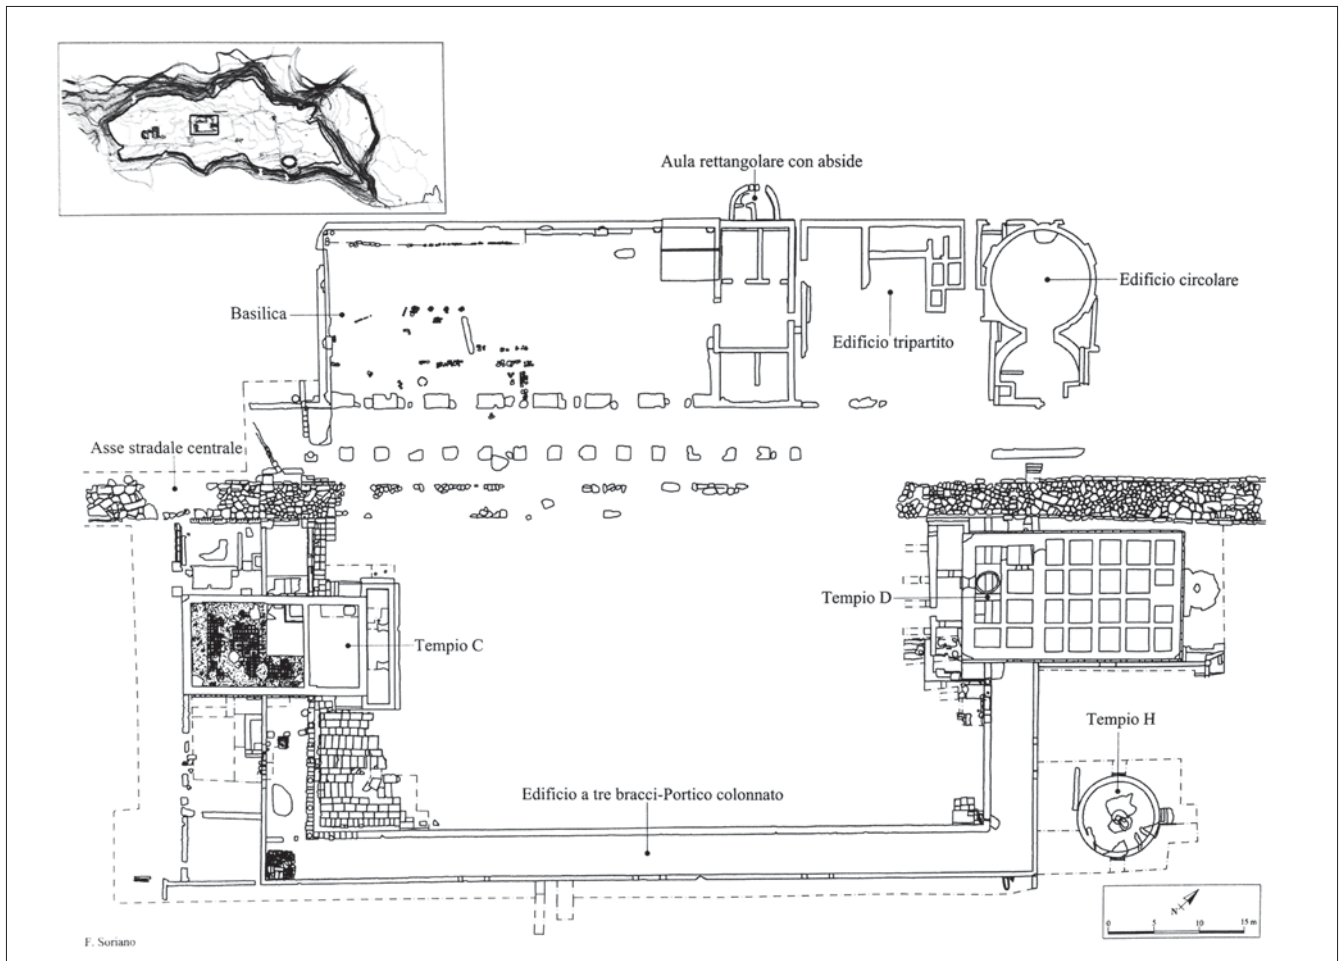 Aula rettangolare con abside
Edificio circolare
Basilica
Edificio tripartito
Asse stradale centrale
Tempio D
Tempio C
Tempio H
Edificio a tre bracci-Portico colonnato
N
0 5 10 15 m
F. Soriano